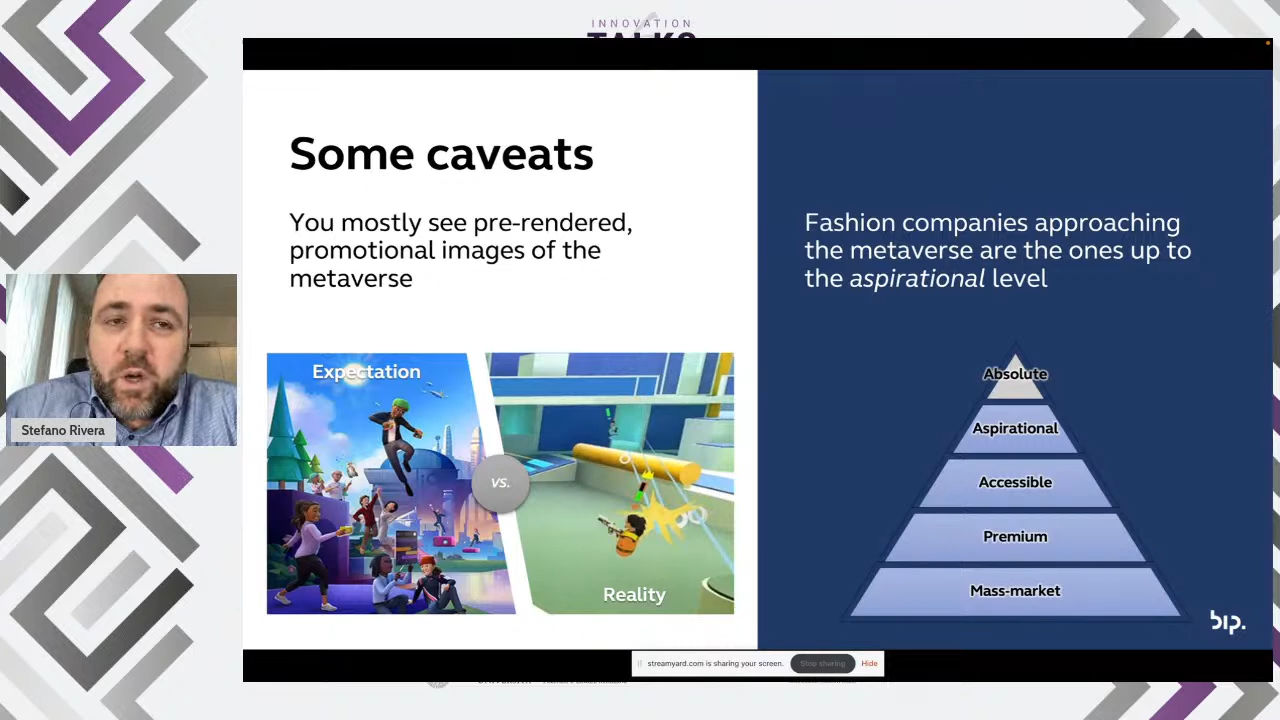 INNOVATION
TALKS
Some caveats
You mostly see pre-rendered,
promotional images of the
metaverse
Expectation
vs.
Reality
Fashion companies approaching
the metaverse are the ones up to
the aspirational level
Absolute
Aspirational
Accessible
Premium
Mass-market
bip.
Stefano Rivera
streamyard.com is sharing your screen.
Stop sharing
Hide